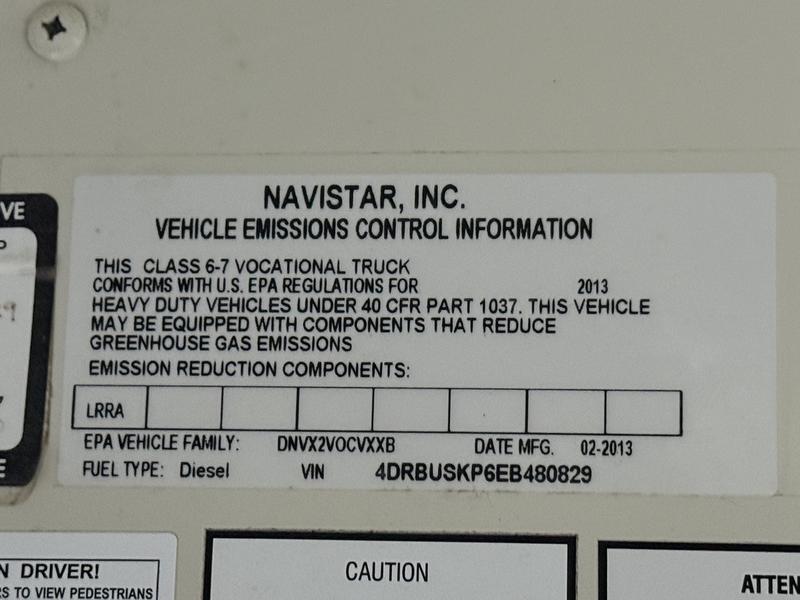 NAVISTAR, INC.
VEHICLE EMISSIONS CONTROL INFORMATION
THIS CLASS 6-7 VOCATIONAL TRUCK
CONFORMS WITH U.S. EPA REGULATIONS FOR 2013
HEAVY DUTY VEHICLES UNDER 40 CFR PART 1037. THIS VEHICLE
MAY BE EQUIPPED WITH COMPONENTS THAT REDUCE
GREENHOUSE GAS EMISSIONS
EMISSION REDUCTION COMPONENTS:
LRRA
EPA VEHICLE FAMILY: DNVX2VOCVXXB DATE MFG. 02-2013
FUEL TYPE: Diesel VIN 4DRBUSKP6EB480829
DRIVER!
TO VIEW PEDESTRIANS
CAUTION